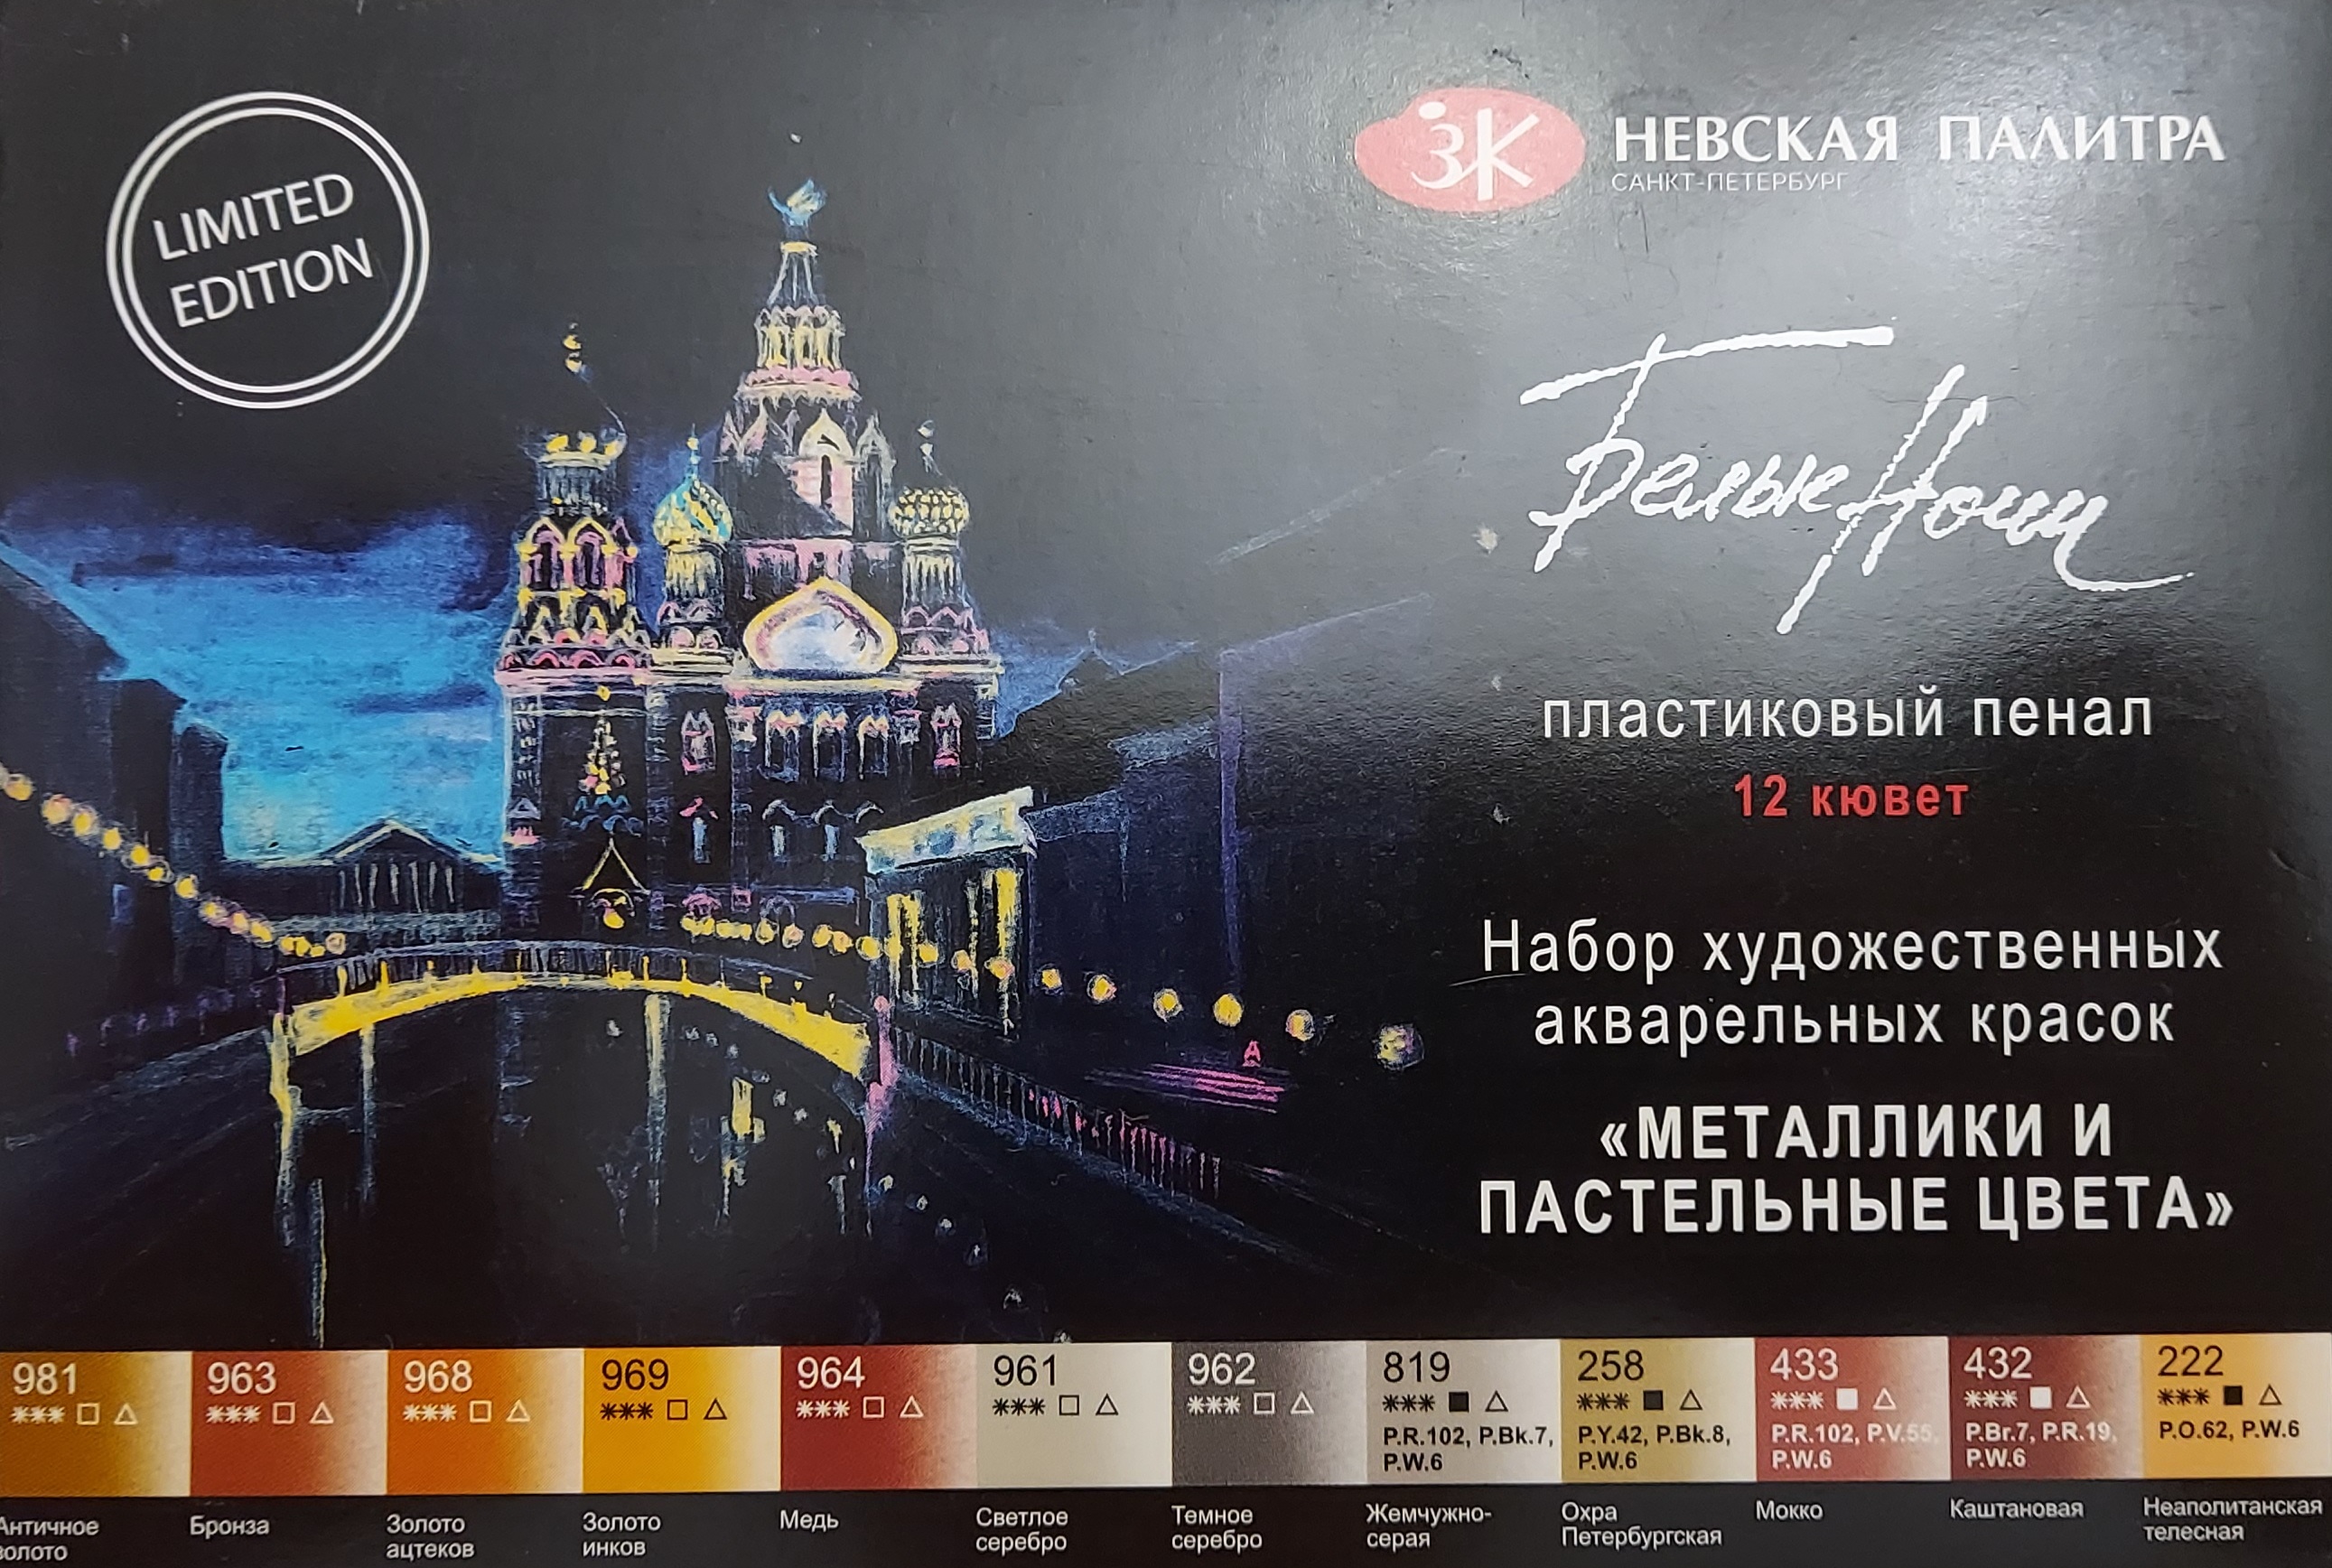 LIMITED
EDITION
ЗК
НЕВСКАЯ ПАЛИТРА
САНКТ-ПЕТЕРБУРГ
Белые Ночи
пластиковый пенал
12 кювет
Набор художественных
акварельных красок
«МЕТАЛЛИКИ И
ПАСТЕЛЬНЫЕ ЦВЕТА»
981
Античное
золото
963
Бронза
968
Золото
ацтеков
969
Золото
инков
964
Медь
961
Светлое
серебро
962
Темное
серебро
819
P.R.102, P.Bk.7,
P.W.6
Жемчужно-
серая
258
P.Y.42, P.Bk.8,
P.W.6
Охра
Петербургская
433
P.R.102, P.V.55,
P.W.6
Мокко
432
P.Br.7, P.R.19,
P.W.6
Каштановая
222
P.O.62, P.W.6
Неаполитанская
телесная